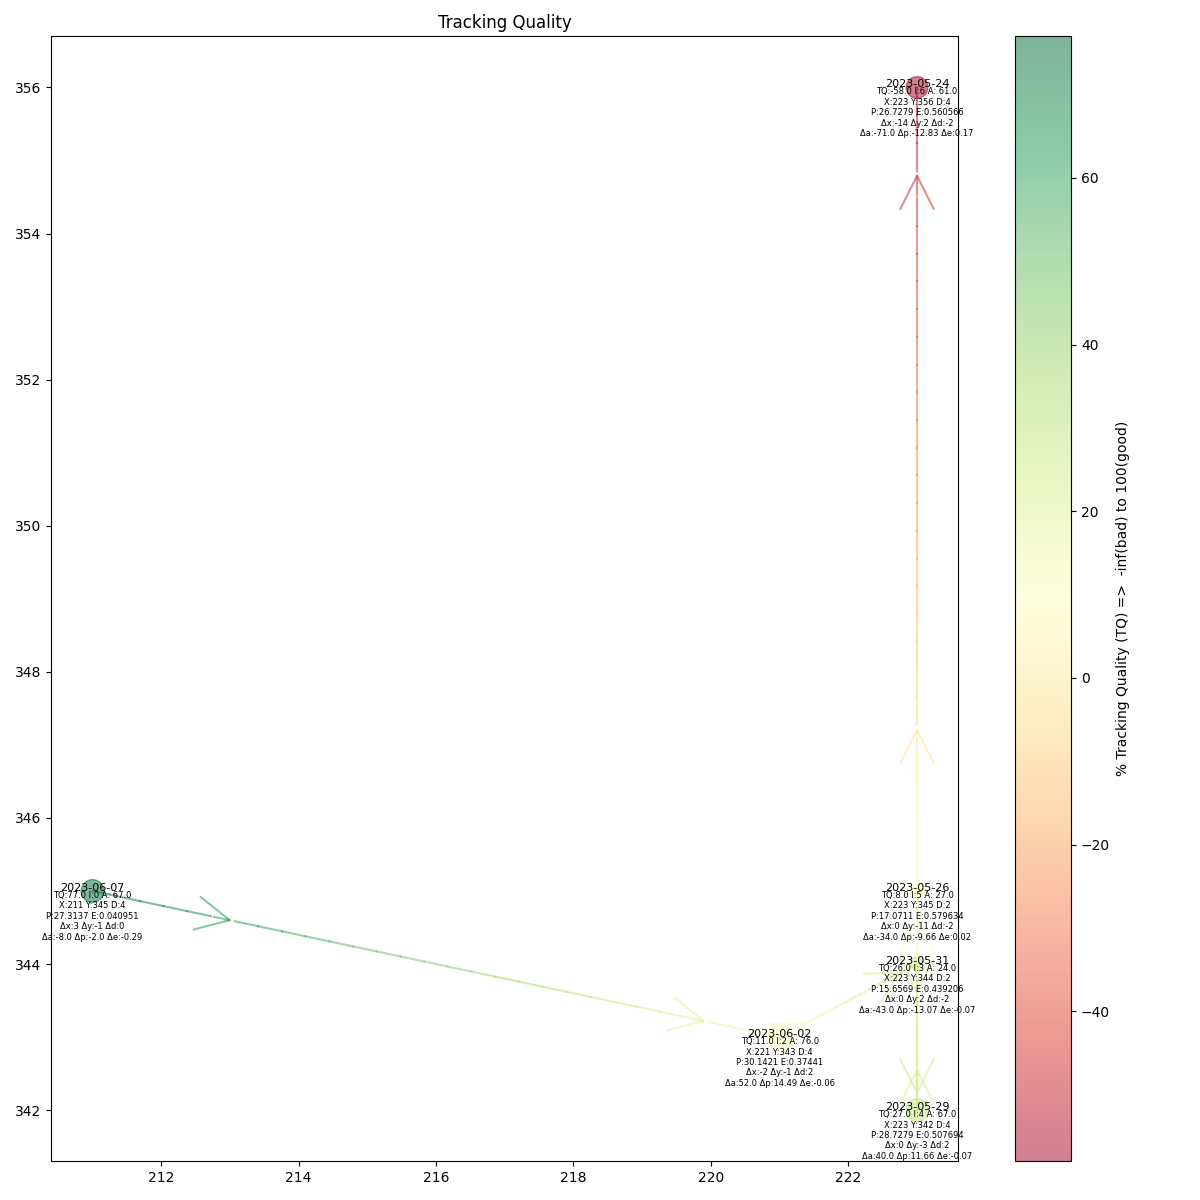 Tracking Quality
356
354
352
350
348
346
344
342
212
214
216
218
220
222
2023-05-24
TQ:-58.0 I:6 A: 61.0
X:223 Y:356 D:4
P:26.7279 E:0.560566
Δx:-14 Δy:2 Δd:-2
Δa:-71.0 Δp:-12.83 Δe:0.17
2023-06-07
TQ:77.0 I:0 A: 67.0
X:211 Y:345 D:4
P:27.3137 E:0.040951
Δx:3 Δy:-1 Δd:0
Δa:-8.0 Δp:-2.0 Δe:-0.29
2023-05-26
TQ:8.0 I:5 A: 27.0
X:223 Y:345 D:2
P:17.0711 E:0.579634
Δx:0 Δy:-11 Δd:-2
Δa:-34.0 Δp:-9.66 Δe:0.02
2023-05-31
TQ:26.0 I:3 A: 24.0
X:223 Y:344 D:2
P:15.6569 E:0.439206
Δx:0 Δy:2 Δd:-2
Δa:-43.0 Δp:-13.07 Δe:-0.07
2023-06-02
TQ:11.0 I:2 A: 76.0
X:221 Y:343 D:4
P:30.1421 E:0.37441
Δx:-2 Δy:-1 Δd:2
Δa:52.0 Δp:14.49 Δe:-0.06
2023-05-29
TQ:27.0 I:4 A: 67.0
X:223 Y:342 D:4
P:28.7279 E:0.507694
Δx:0 Δy:-3 Δd:2
Δa:40.0 Δp:11.66 Δe:-0.07
60
40
20
0
−20
−40
% Tracking Quality (TQ) => -inf(bad) to 100(good)